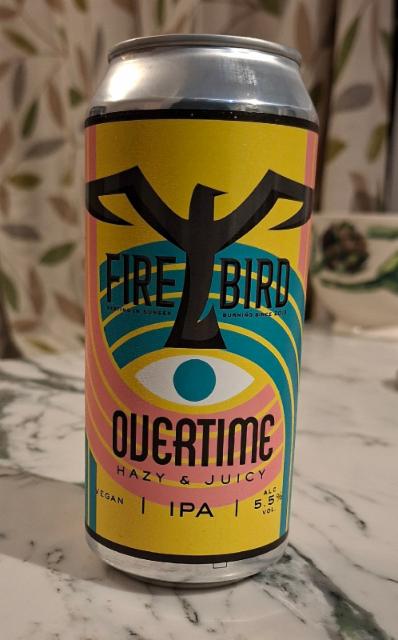 FIRE BIRD
BREWING IN SUSSEX BURNING SINCE 2013
OVERTIME
HAZY & JUICY
VEGAN | IPA | ALC 5.5% VOL.